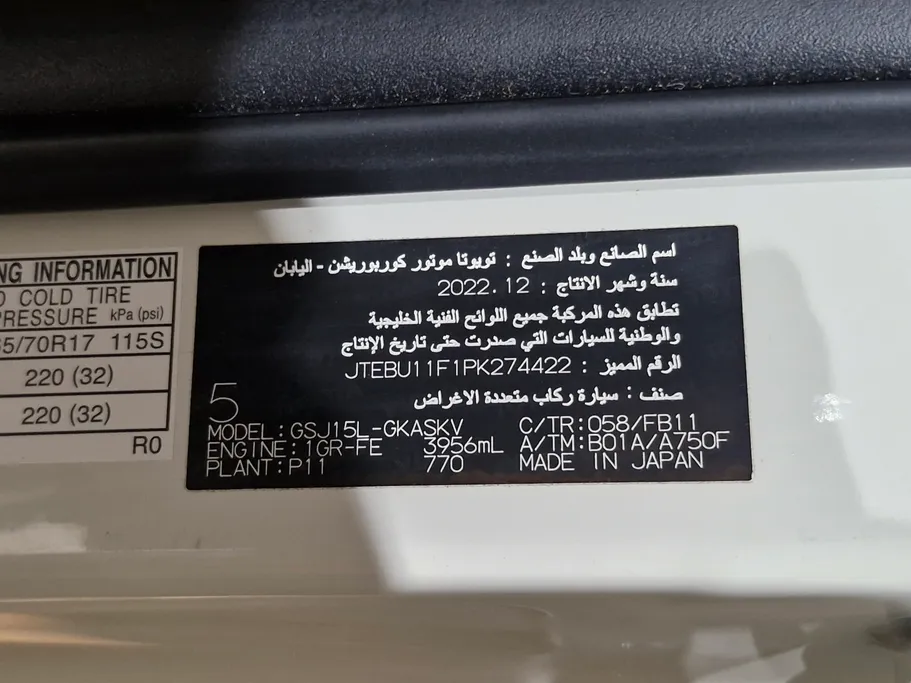 NG INFORMATION
COLD TIRE
PRESSURE kPa (psi)
5/70R17 115S
220 (32)
220 (32)
R0
اسم الصانع وبلد الصنع : تويوتا موتور كوربوريشن - اليابان
سنة وشهر الانتاج : 2022.12
تطابق هذه المركبة جميع اللوائح الفنية الخليجية
والوطنية للسيارات التي صدرت حتى تاريخ الإنتاج
الرقم المميز : JTEBU11F1PK274422
صنف : سيارة ركاب متعددة الاغراض
5
MODEL:GSJ15L-GKASKV C/TR:058/FB11
ENGINE:1GR-FE 3956mL A/TM:B01A/A750F
PLANT:P11 770 MADE IN JAPAN